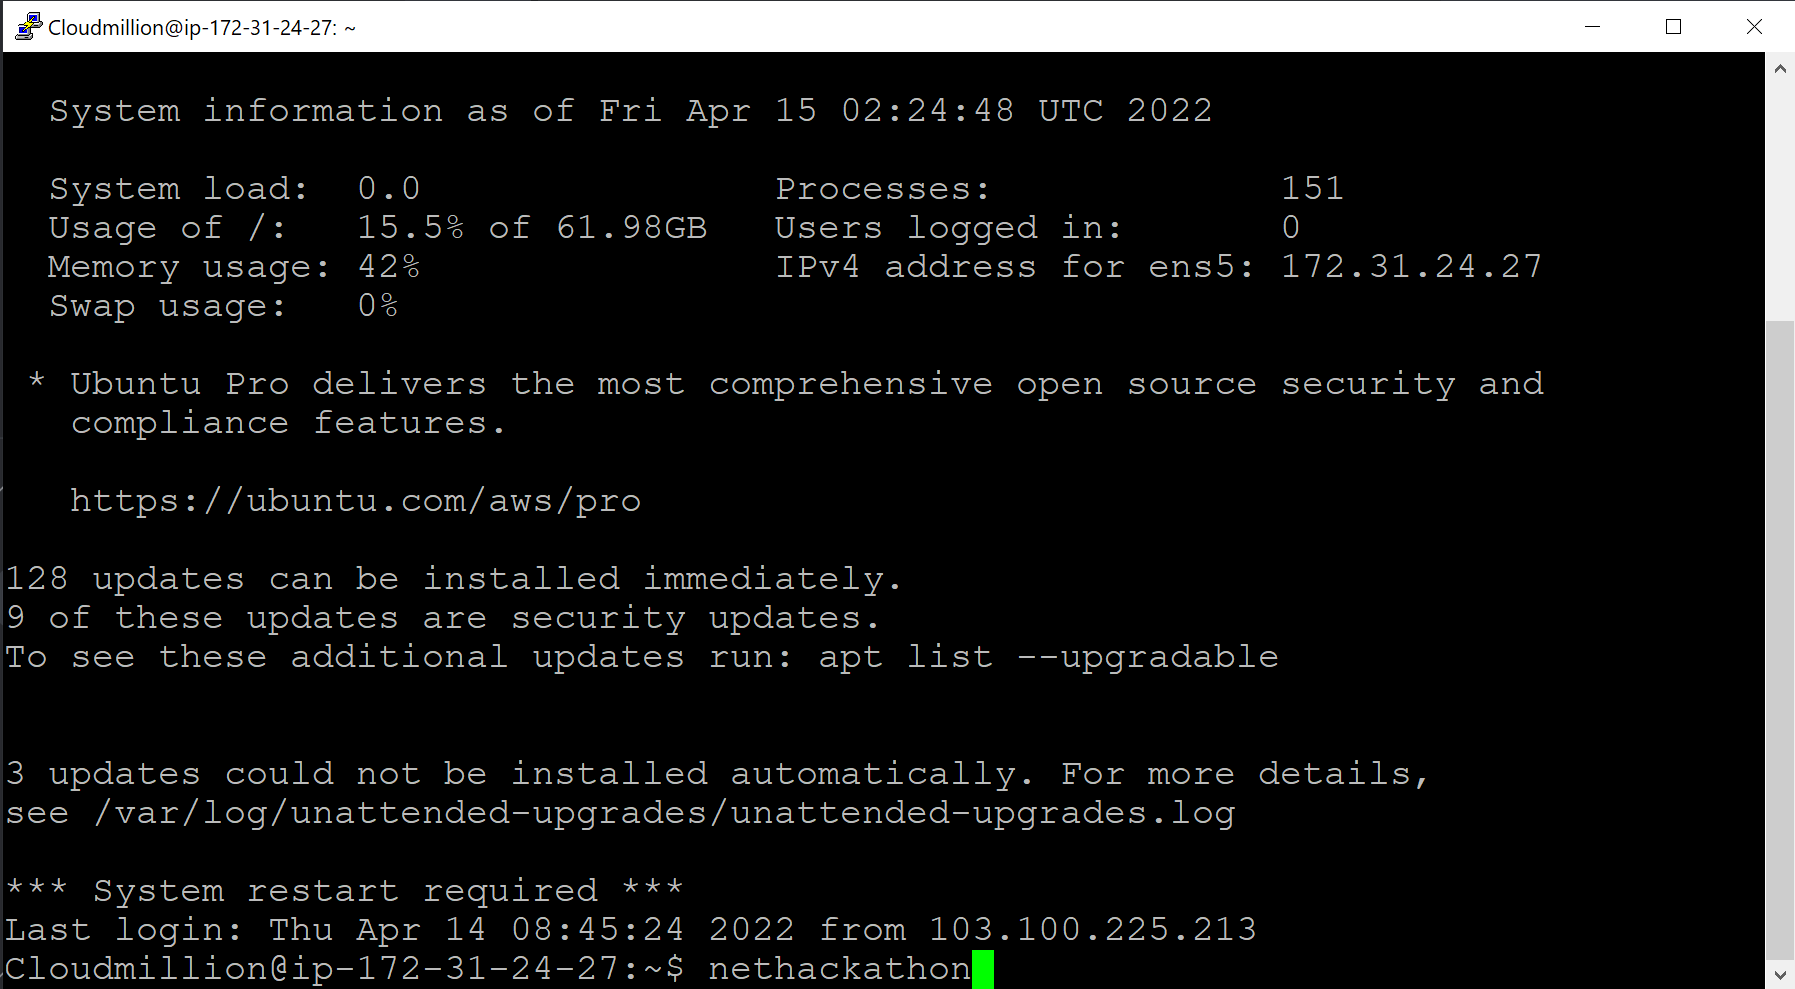 Cloudmillion@ip-172-31-24-27: ~
System information as of Fri Apr 15 02:24:48 UTC 2022
System load:  0.0                Processes:             151
Usage of /:   15.5% of 61.98GB   Users logged in:       0
Memory usage: 42%                IPv4 address for ens5: 172.31.24.27
Swap usage:   0%
* Ubuntu Pro delivers the most comprehensive open source security and
compliance features.
https://ubuntu.com/aws/pro
128 updates can be installed immediately.
9 of these updates are security updates.
To see these additional updates run: apt list --upgradable
3 updates could not be installed automatically. For more details,
see /var/log/unattended-upgrades/unattended-upgrades.log
*** System restart required ***
Last login: Thu Apr 14 08:45:24 2022 from 103.100.225.213
Cloudmillion@ip-172-31-24-27:~$ nethackathon